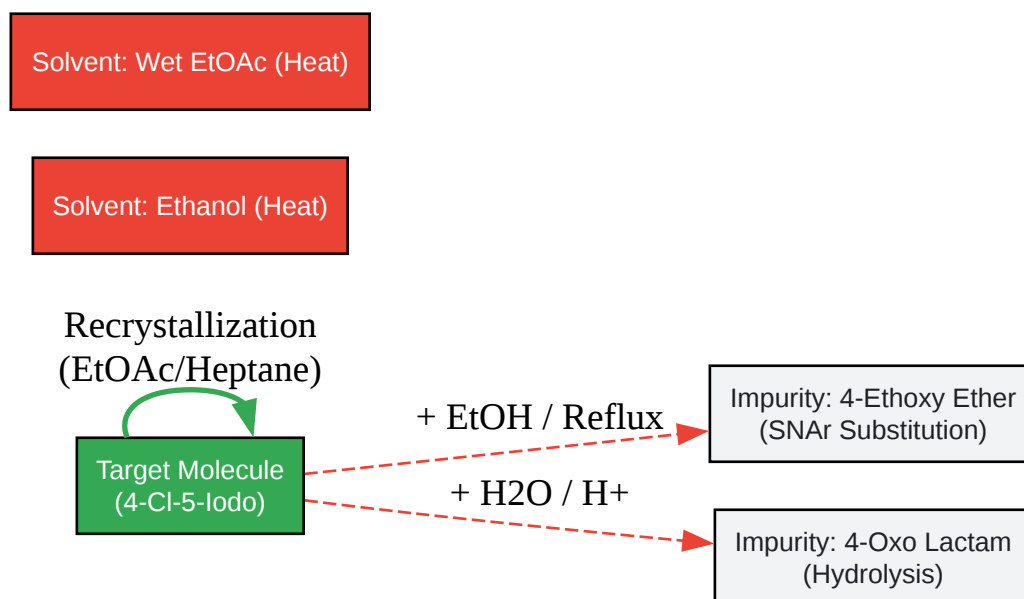 Solvent: Wet EtOAc (Heat)
Solvent: Ethanol (Heat)
Recrystallization
(EtOAc/Heptane)
Target Molecule
(4-Cl-5-Iodo)
+ EtOH / Reflux
+ H2O / H+
Impurity: 4-Ethoxy Ether
(SNAr Substitution)
Impurity: 4-Oxo Lactam
(Hydrolysis)